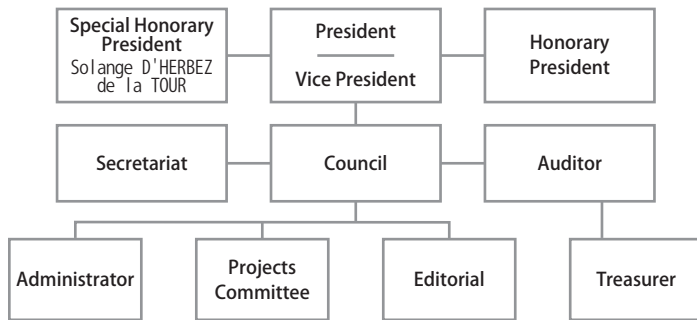 Special Honorary
President
Solange D'HERBEZ
de la TOUR
President
Vice President
Honorary
President
Secretariat
Council
Auditor
Administrator
Projects
Committee
Editorial
Treasurer